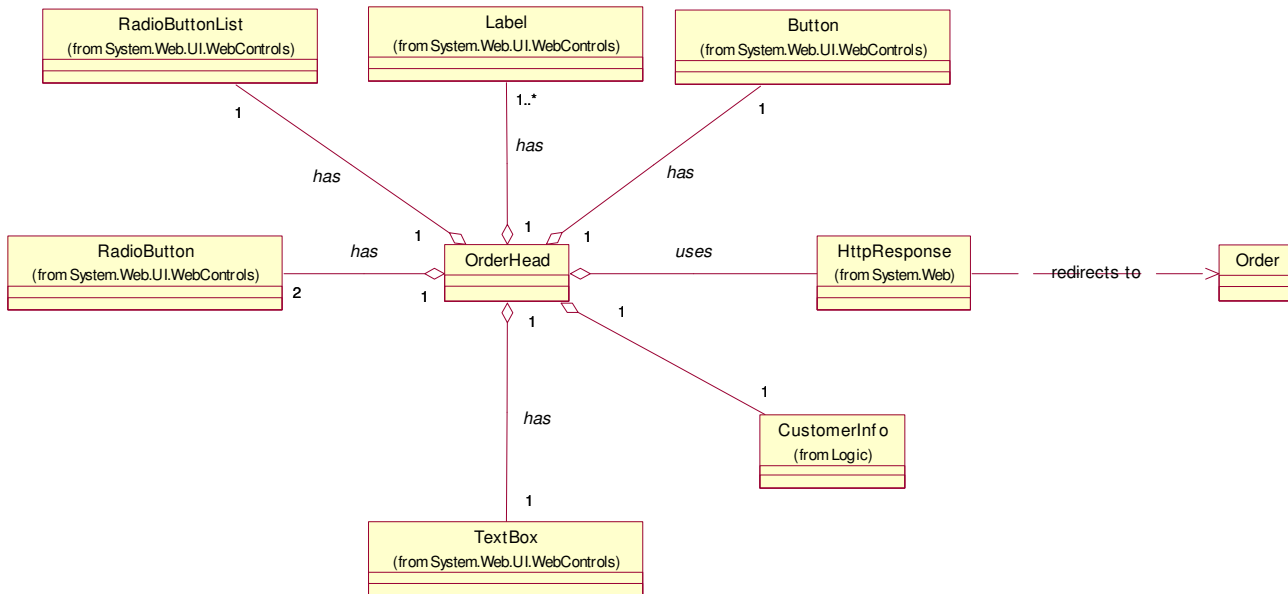 RadioButtonList
(from System.Web.UI.WebControls)
Label
(from System.Web.UI.WebControls)
Button
(from System.Web.UI.WebControls)
1
1..*
1
has
has
has
1
1
1
RadioButton
(from System.Web.UI.WebControls)
has
2
1
OrderHead
uses
HttpResponse
(from System.Web)
redirects to
Order
1
1
has
1
CustomerInfo
(from Logic)
1
TextBox
(from System.Web.UI.WebControls)